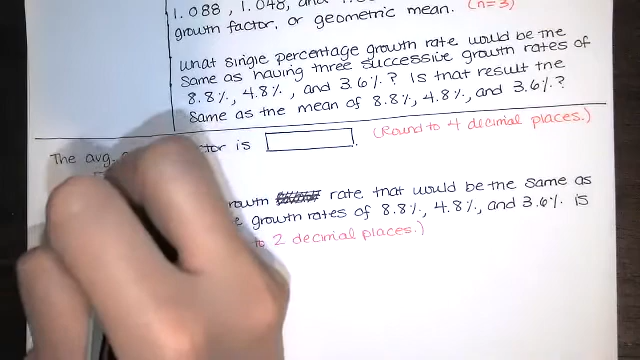 1.088, 1.048, and
growth factor, or geometric mean. (n=3)
What single percentage growth rate would be the
same as having three successive growth rates of
8.8%, 4.8%, and 3.6%? Is that result the
same as the mean of 8.8%, 4.8%, and 3.6%?
The avg. is .
(Round to 4 decimal places.)
rate that would be the same as
growth rates of 8.8%, 4.8%, and 3.6% is
to 2 decimal places.)